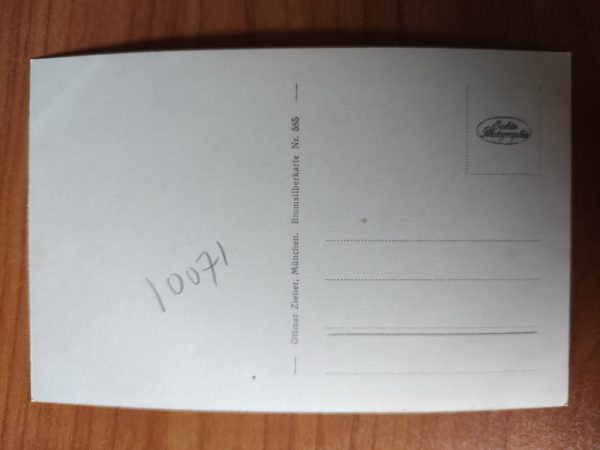 Echte
Photographie
Ottmar Zieher, München, Bromsilberkarte Nr. 585
10071